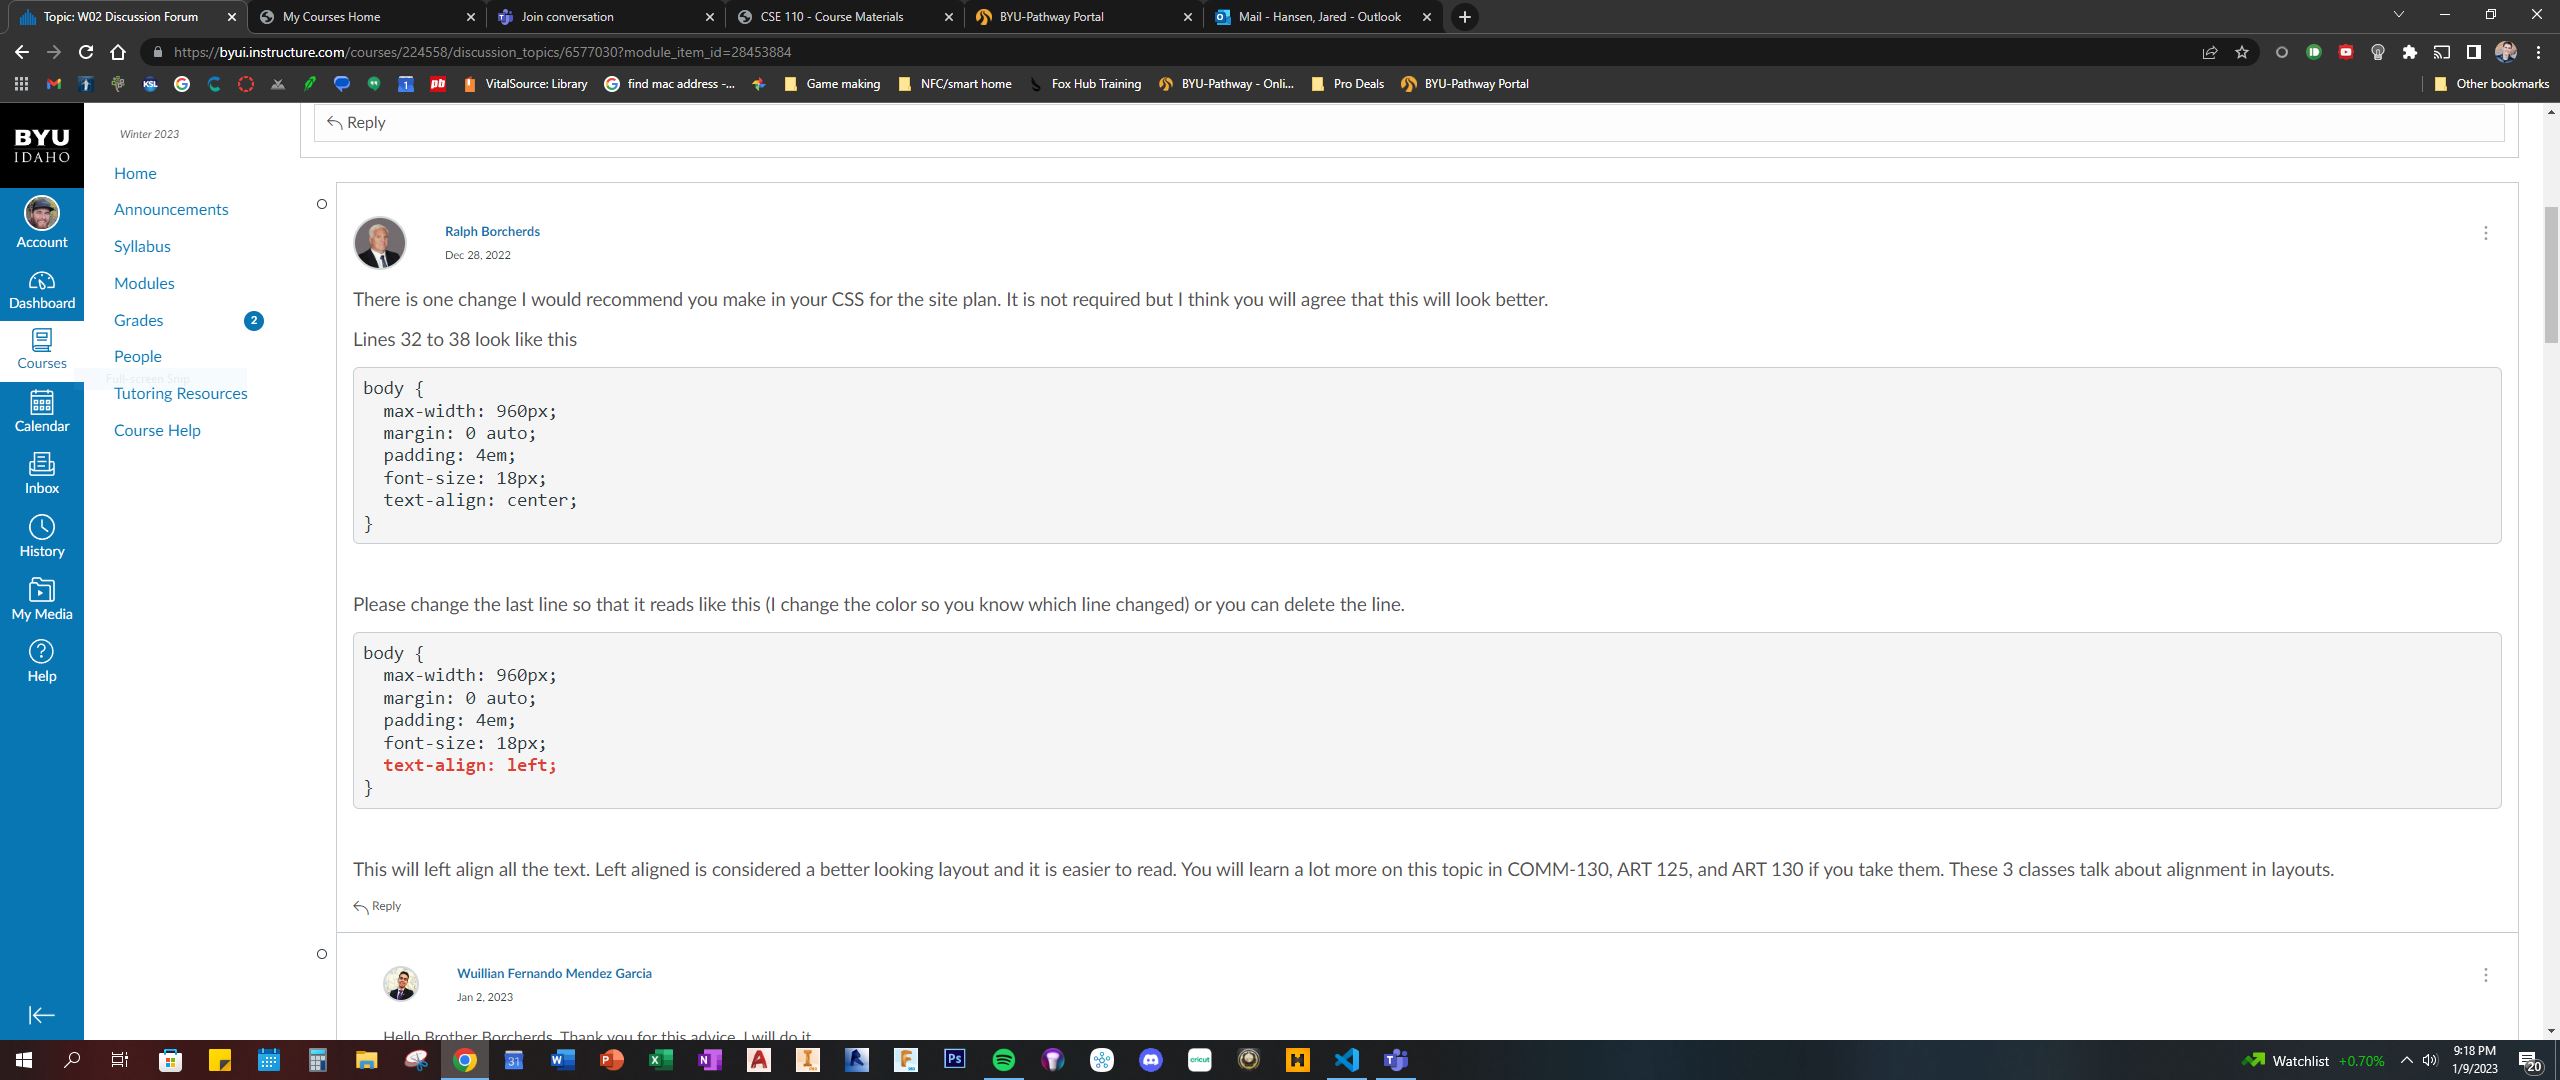 Topic: W02 Discussion Forum
My Courses Home
Join conversation
CSE 110 - Course Materials
BYU-Pathway Portal
Mail - Hansen, Jared - Outlook
https://byui.instructure.com/courses/224558/discussion_topics/6577030?module_item_id=28453884
KSL
1
pb
VitalSource: Library
find mac address -...
Game making
NFC/smart home
Fox Hub Training
BYU-Pathway - Onli...
Pro Deals
BYU-Pathway Portal
Other bookmarks
BYU
IDAHO
Account
Dashboard
Courses
Calendar
Inbox
History
My Media
Help
Winter 2023
Home
Announcements
Syllabus
Modules
Grades
2
People
Full-screen Snip
Tutoring Resources
Course Help
Reply
Ralph Borcherds
Dec 28, 2022
There is one change I would recommend you make in your CSS for the site plan. It is not required but I think you will agree that this will look better.
Lines 32 to 38 look like this
body {
max-width: 960px;
margin: 0 auto;
padding: 4em;
font-size: 18px;
text-align: center;
}
Please change the last line so that it reads like this (I change the color so you know which line changed) or you can delete the line.
body {
max-width: 960px;
margin: 0 auto;
padding: 4em;
font-size: 18px;
text-align: left;
}
This will left align all the text. Left aligned is considered a better looking layout and it is easier to read. You will learn a lot more on this topic in COMM-130, ART 125, and ART 130 if you take them. These 3 classes talk about alignment in layouts.
Reply
Wuillian Fernando Mendez Garcia
Jan 2, 2023
Hello Brother Borcherds. Thank you for this advice. I will do it.
31
Ps
cricut
Watchlist +0.70%
9:18 PM
1/9/2023
20